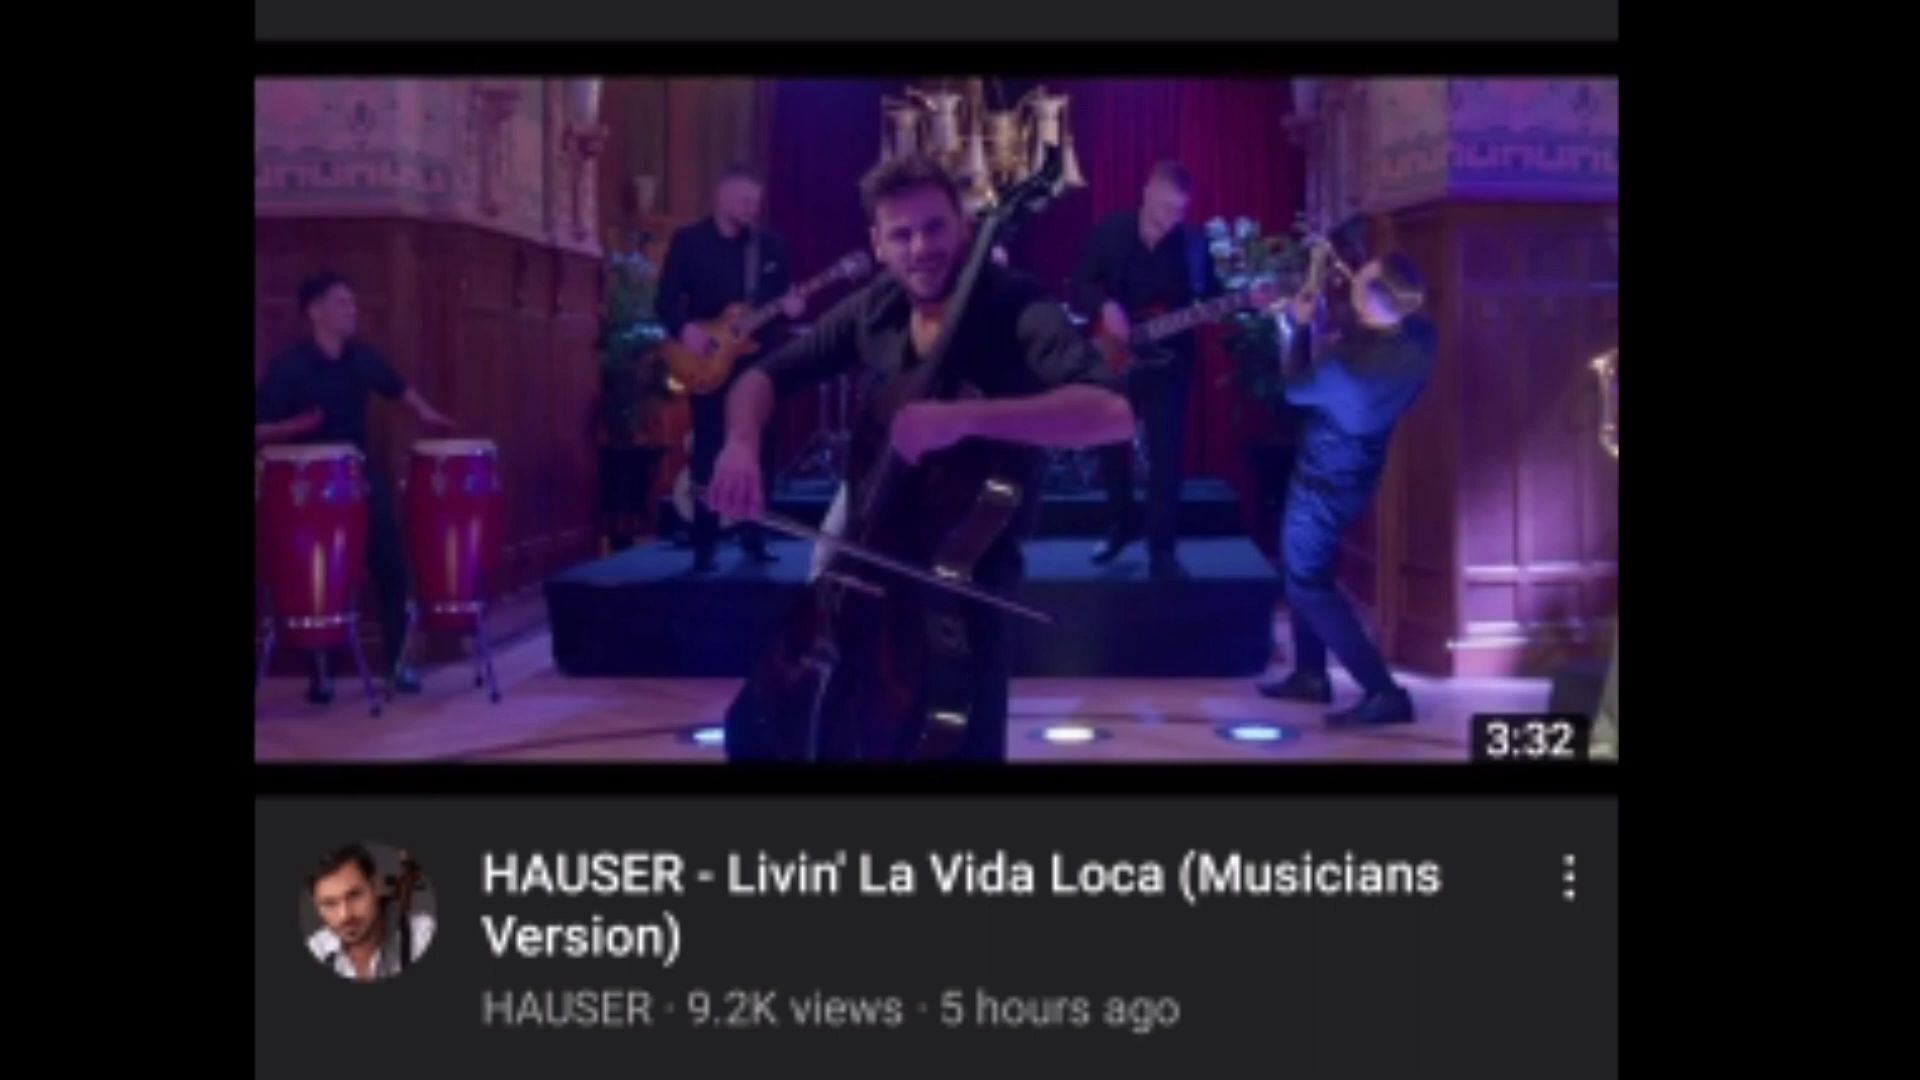 3:32
HAUSER - Livin' La Vida Loca (Musicians
Version)
HAUSER · 9.2K views · 5 hours ago